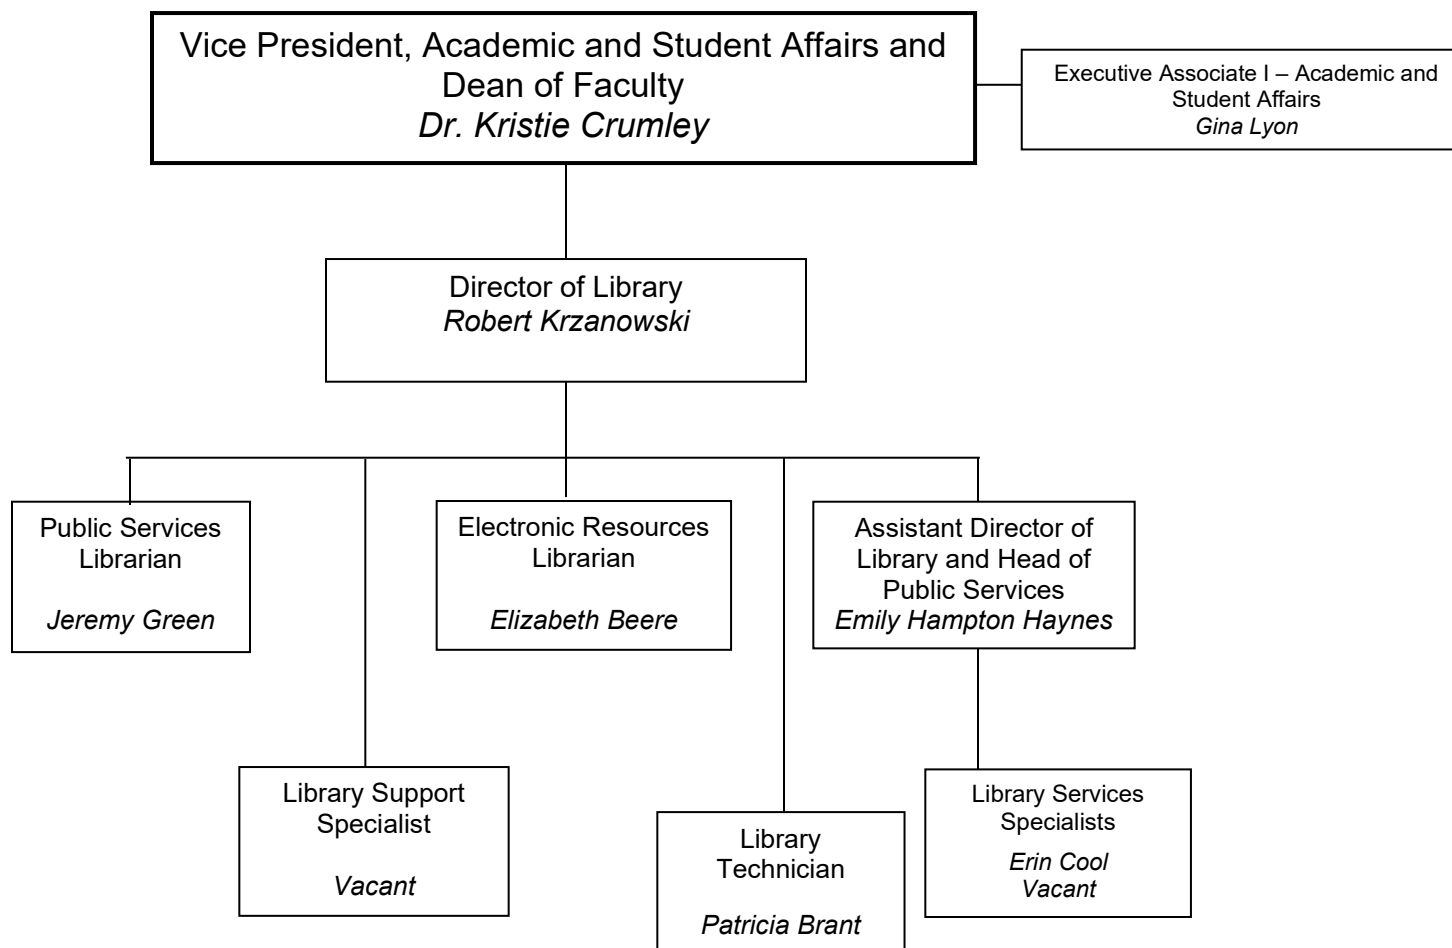 Vice President, Academic and Student Affairs and
Dean of Faculty
Dr. Kristie Crumley
Executive Associate I – Academic and
Student Affairs
Gina Lyon
Director of Library
Robert Krzanowski
Public Services
Librarian
Jeremy Green
Electronic Resources
Librarian
Elizabeth Beere
Assistant Director of
Library and Head of
Public Services
Emily Hampton Haynes
Library Support
Specialist
Vacant
Library
Technician
Patricia Brant
Library Services
Specialists
Erin Cool
Vacant